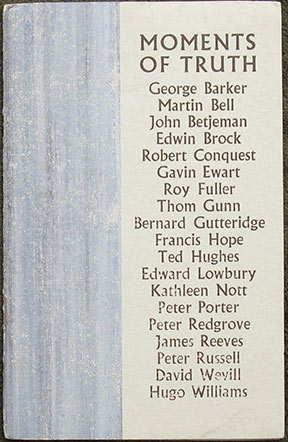 MOMENTS
OF TRUTH
George Barker
Martin Bell
John Betjeman
Edwin Brock
Robert Conquest
Gavin Ewart
Roy Fuller
Thom Gunn
Bernard Gutteridge
Francis Hope
Ted Hughes
Edward Lowbury
Kathleen Nott
Peter Porter
Peter Redgrove
James Reeves
Peter Russell
David Wevill
Hugo Williams